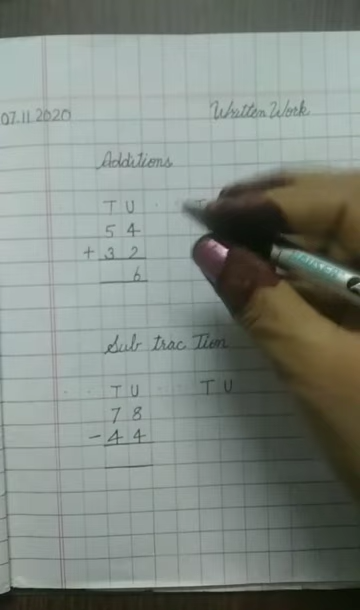 07.11.2020 Written Work
Additions
T U
5 4
+ 3 2
6
Sub trac Tion
T U T U
7 8
- 4 4